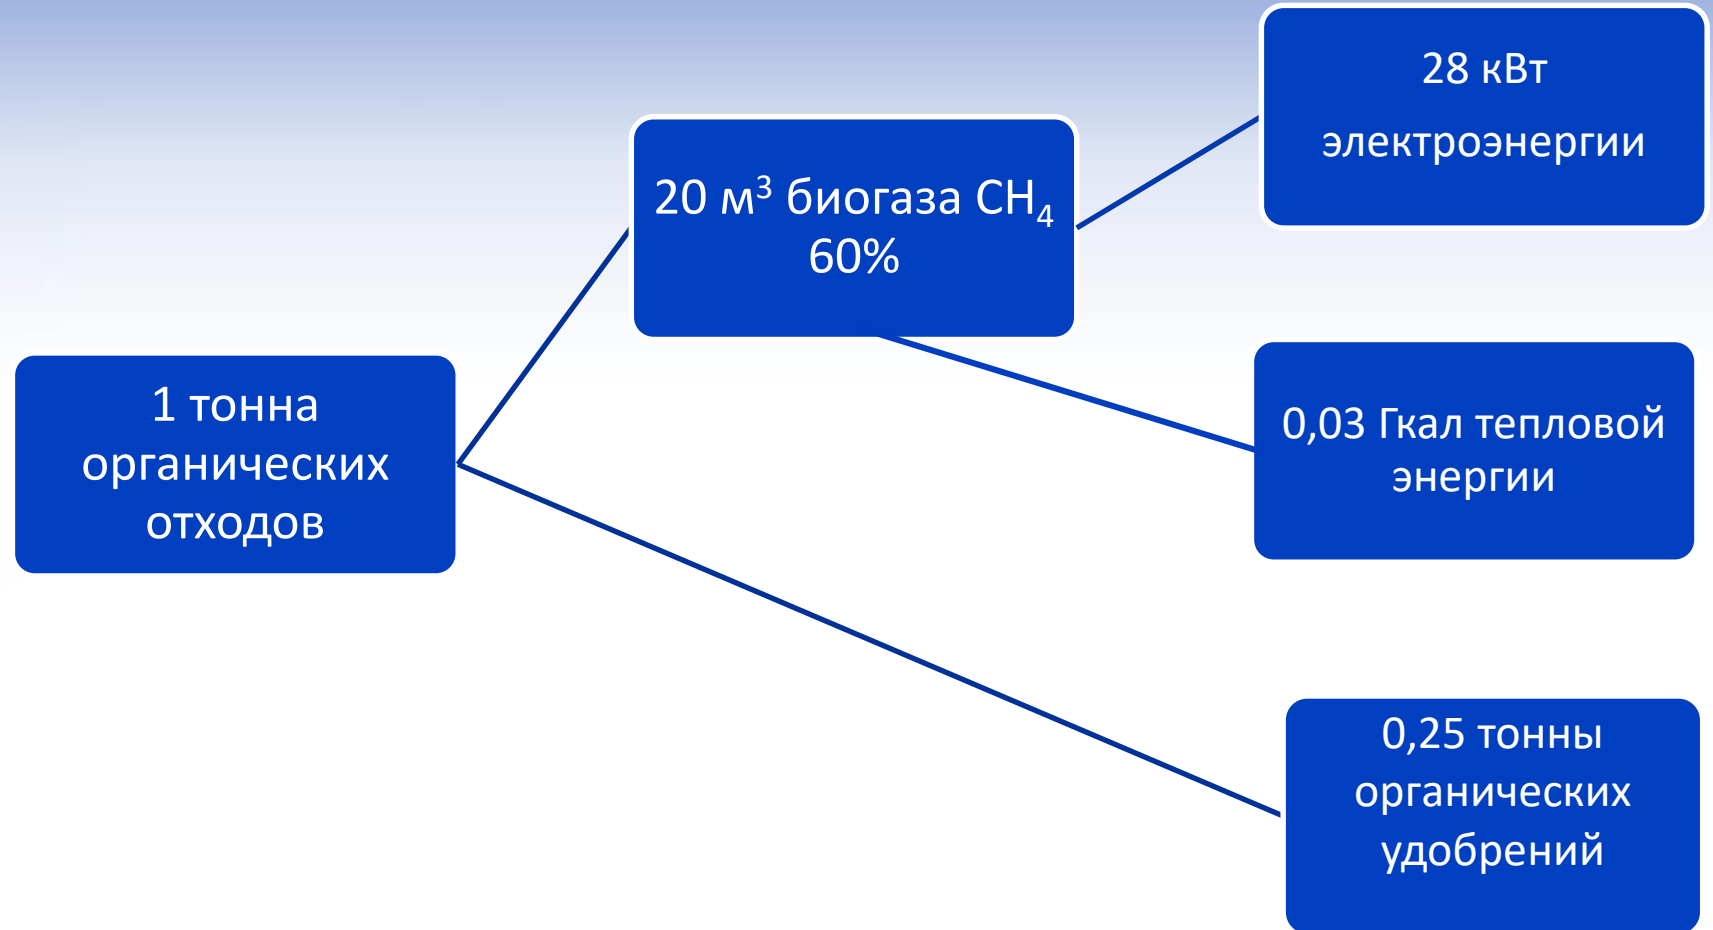 28 кВт
электроэнергии
20 м³ биогаза CH₄
60%
1 тонна
органических
отходов
0,03 Гкал тепловой
энергии
0,25 тонны
органических
удобрений